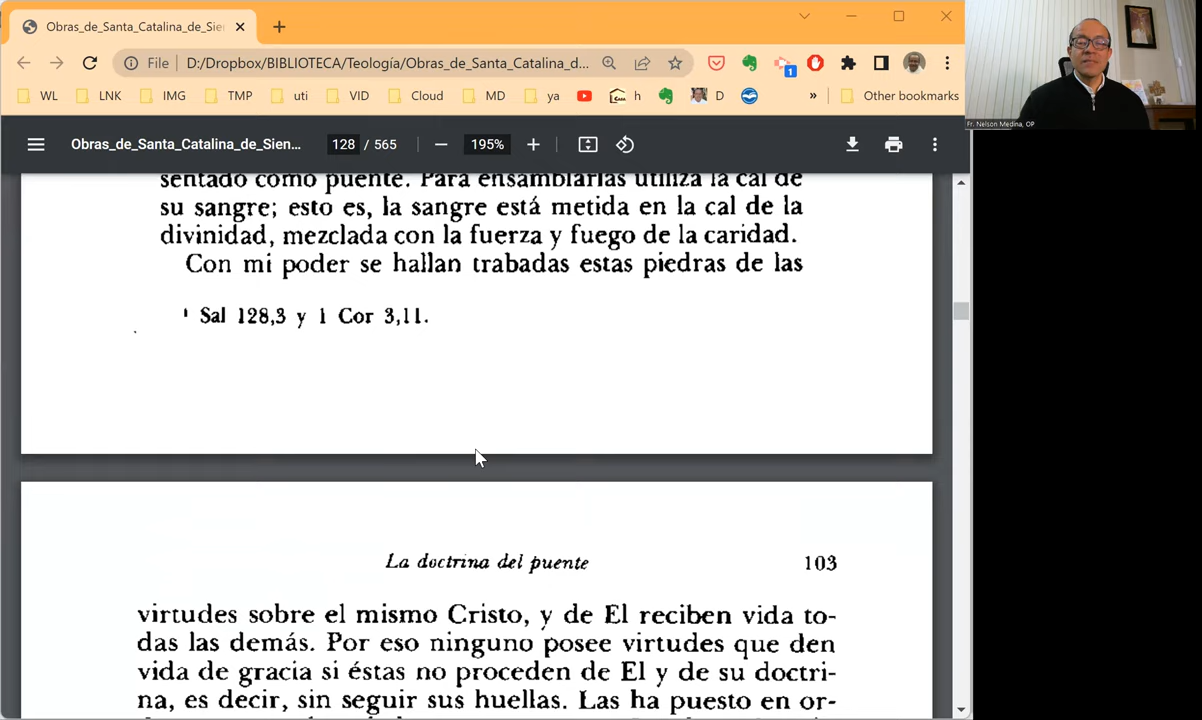 Obras_de_Santa_Catalina_de_Sie
File
D:/Dropbox/BIBLIOTECA/Teología/Obras_de_Santa_Catalina_d...
1
WL
LNK
IMG
TMP
uti
VID
Cloud
MD
ya
h
D
»
Other bookmarks
Fr. Nelson Medina, OP
Obras_de_Santa_Catalina_de_Sien...
128 / 565
195%
sentado como puente. Para ensamblarlas utiliza la cal de
su sangre; esto es, la sangre está metida en la cal de la
divinidad, mezclada con la fuerza y fuego de la caridad.
Con mi poder se hallan trabadas estas piedras de las
¹ Sal 128,3 y 1 Cor 3,11.
La doctrina del puente
103
virtudes sobre el mismo Cristo, y de El reciben vida to-
das las demás. Por eso ninguno posee virtudes que den
vida de gracia si éstas no proceden de El y de su doctri-
na, es decir, sin seguir sus huellas. Las ha puesto en or-